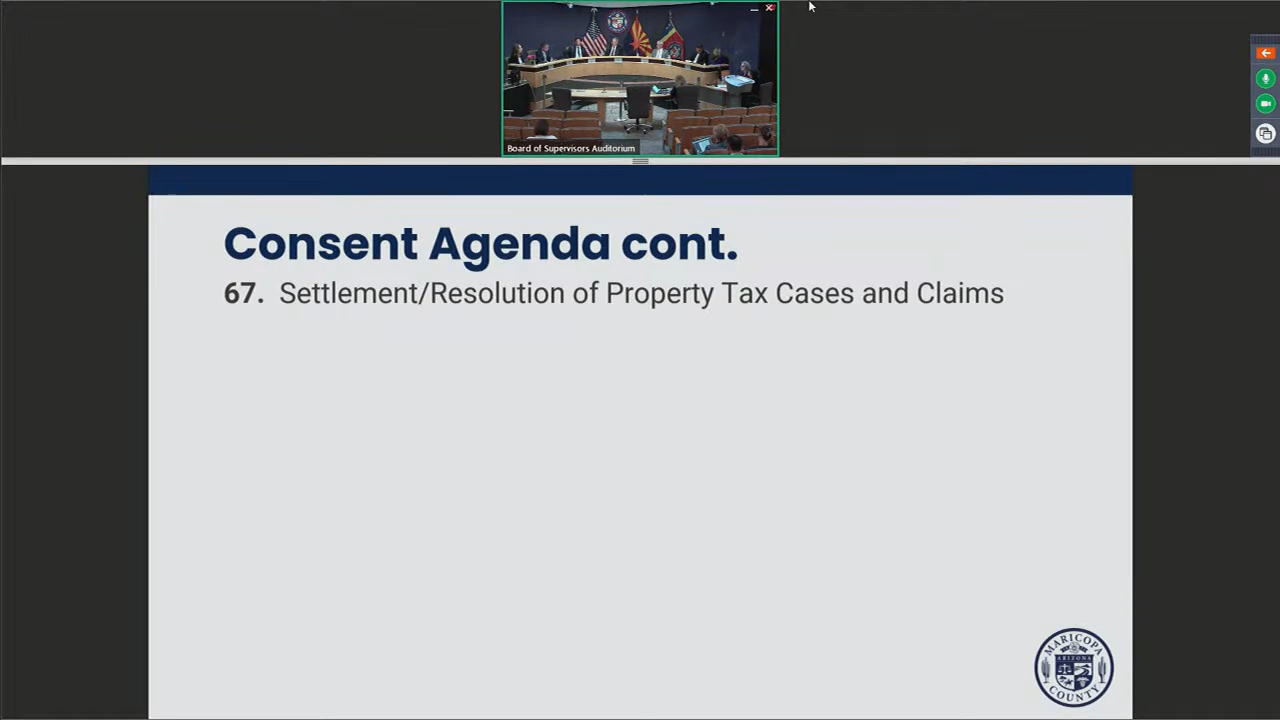 Board of Supervisors Auditorium
Consent Agenda cont.
67. Settlement/Resolution of Property Tax Cases and Claims
MARICOPA
ARIZONA
COUNTY